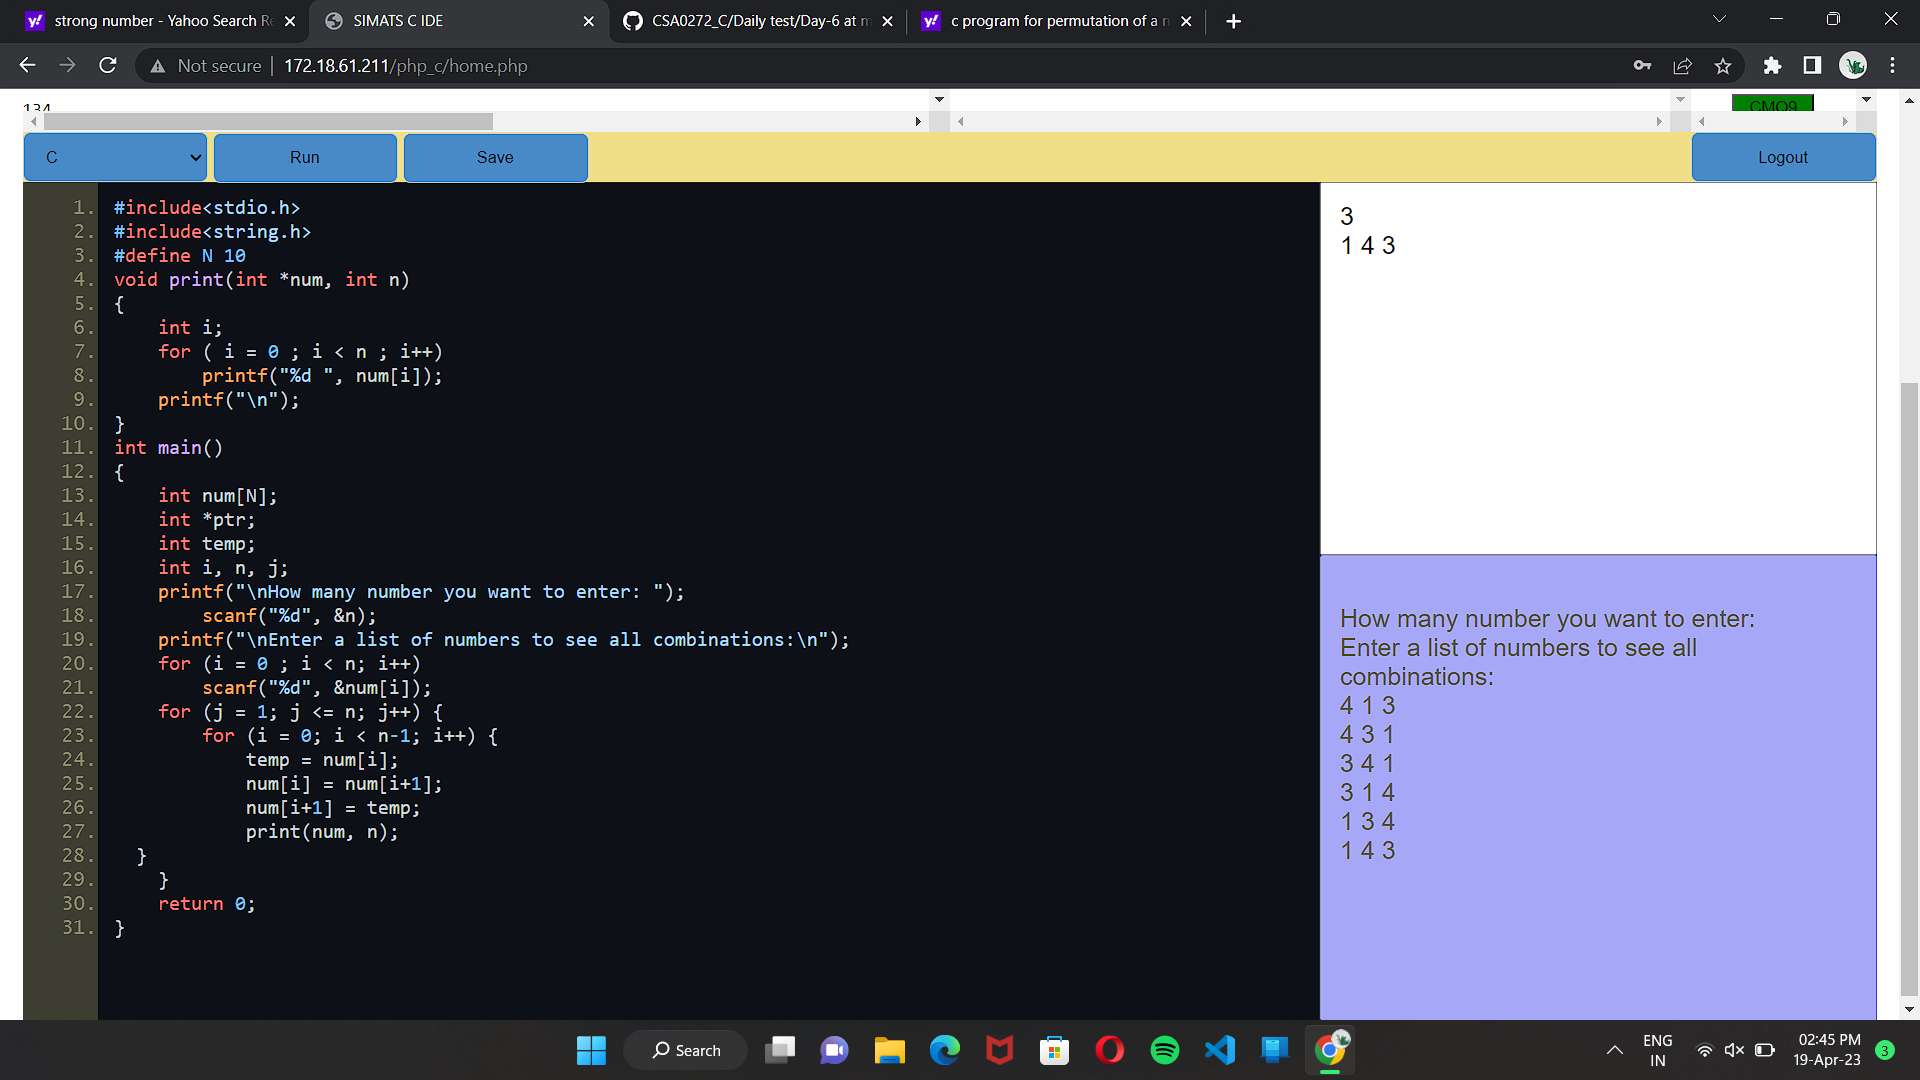 strong number - Yahoo Search Re
SIMATS C IDE
CSA0272_C/Daily test/Day-6 at m
c program for permutation of a n
Not secure | 172.18.61.211/php_c/home.php
134
CMO9
C
Run
Save
Logout
1. #include<stdio.h>
2. #include<string.h>
3. #define N 10
4. void print(int *num, int n)
5. {
6. int i;
7. for ( i = 0 ; i < n ; i++)
8. printf("%d ", num[i]);
9. printf("\n");
10. }
11. int main()
12. {
13. int num[N];
14. int *ptr;
15. int temp;
16. int i, n, j;
17. printf("\nHow many number you want to enter: ");
18. scanf("%d", &n);
19. printf("\nEnter a list of numbers to see all combinations:\n");
20. for (i = 0 ; i < n; i++)
21. scanf("%d", &num[i]);
22. for (j = 1; j <= n; j++) {
23. for (i = 0; i < n-1; i++) {
24. temp = num[i];
25. num[i] = num[i+1];
26. num[i+1] = temp;
27. print(num, n);
28. }
29. }
30. return 0;
31. }
3
1 4 3
How many number you want to enter:
Enter a list of numbers to see all
combinations:
4 1 3
4 3 1
3 4 1
3 1 4
1 3 4
1 4 3
Search
ENG
IN
02:45 PM
19-Apr-23
3